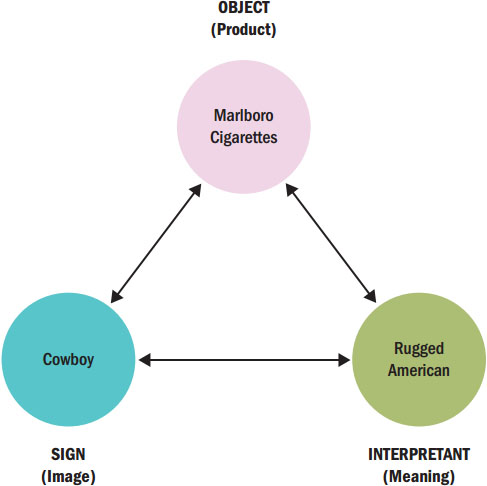 OBJECT
(Product)
Marlboro
Cigarettes
Cowboy
Rugged
American
SIGN
(Image)
INTERPRETANT
(Meaning)